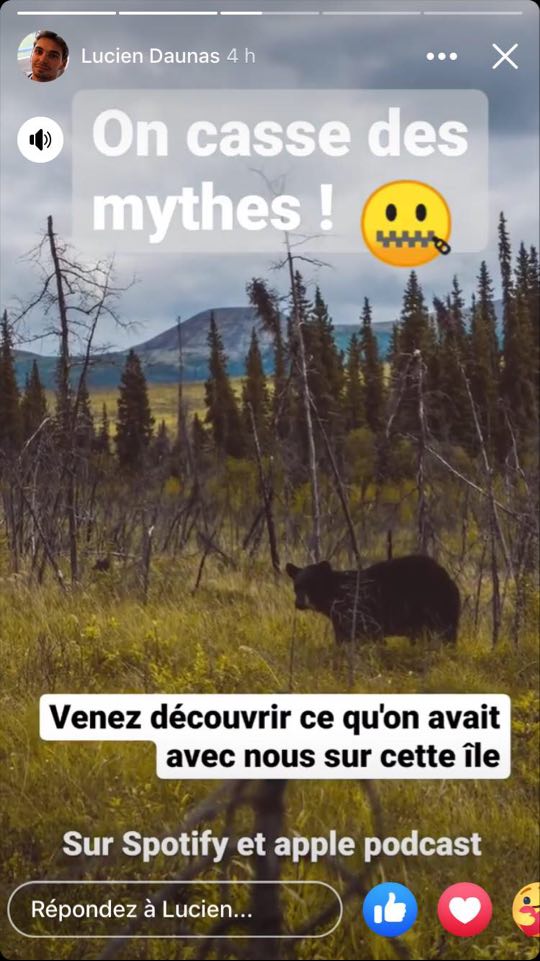 Lucien Daunas 4 h
On casse des
mythes ! 🤐
Venez découvrir ce qu'on avait
avec nous sur cette île
Sur Spotify et apple podcast
Répondez à Lucien...